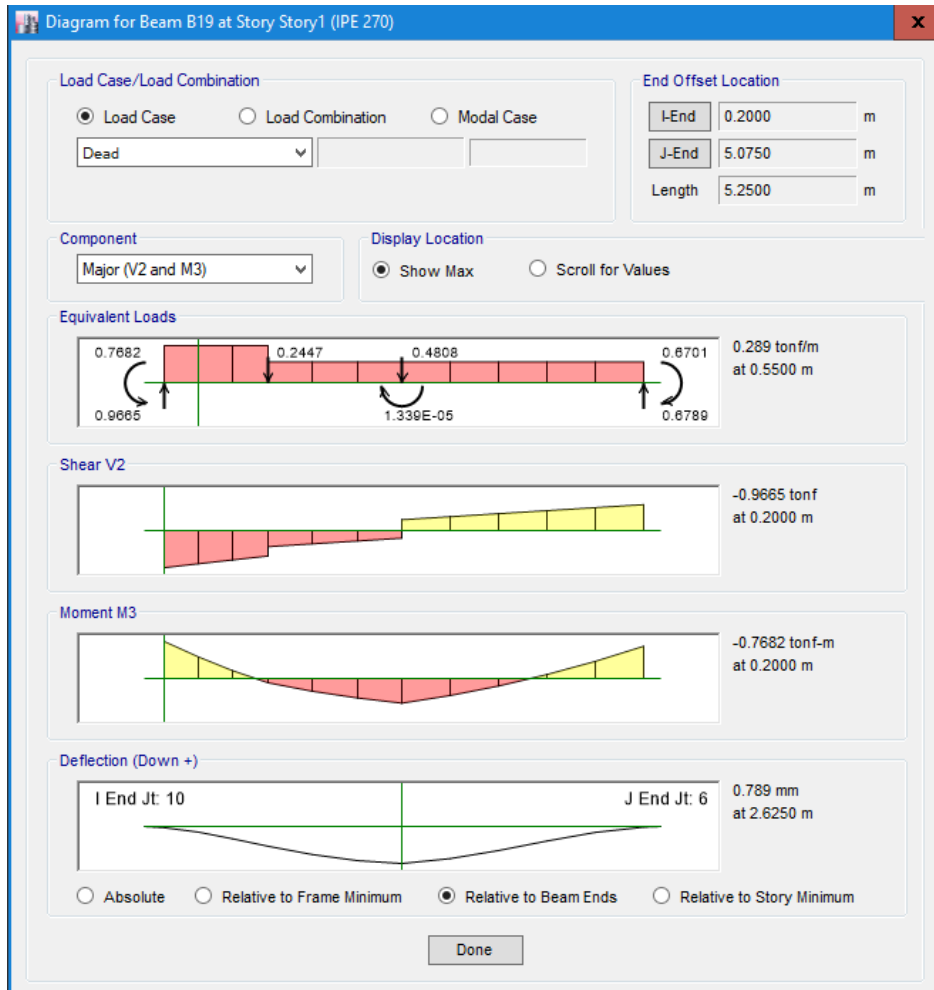 Diagram for Beam B19 at Story Story1 (IPE 270)
x
Load Case/Load Combination
Load Case Load Combination Modal Case
Dead
End Offset Location
I-End 0.2000 m
J-End 5.0750 m
Length 5.2500 m
Component
Major (V2 and M3)
Display Location
Show Max Scroll for Values
Equivalent Loads
0.7682 0.2447 0.4808 0.6701
0.9665 1.339E-05 0.6789
0.289 tonf/m
at 0.5500 m
Shear V2
-0.9665 tonf
at 0.2000 m
Moment M3
-0.7682 tonf-m
at 0.2000 m
Deflection (Down +)
I End Jt: 10 J End Jt: 6
0.789 mm
at 2.6250 m
Absolute Relative to Frame Minimum Relative to Beam Ends Relative to Story Minimum
Done